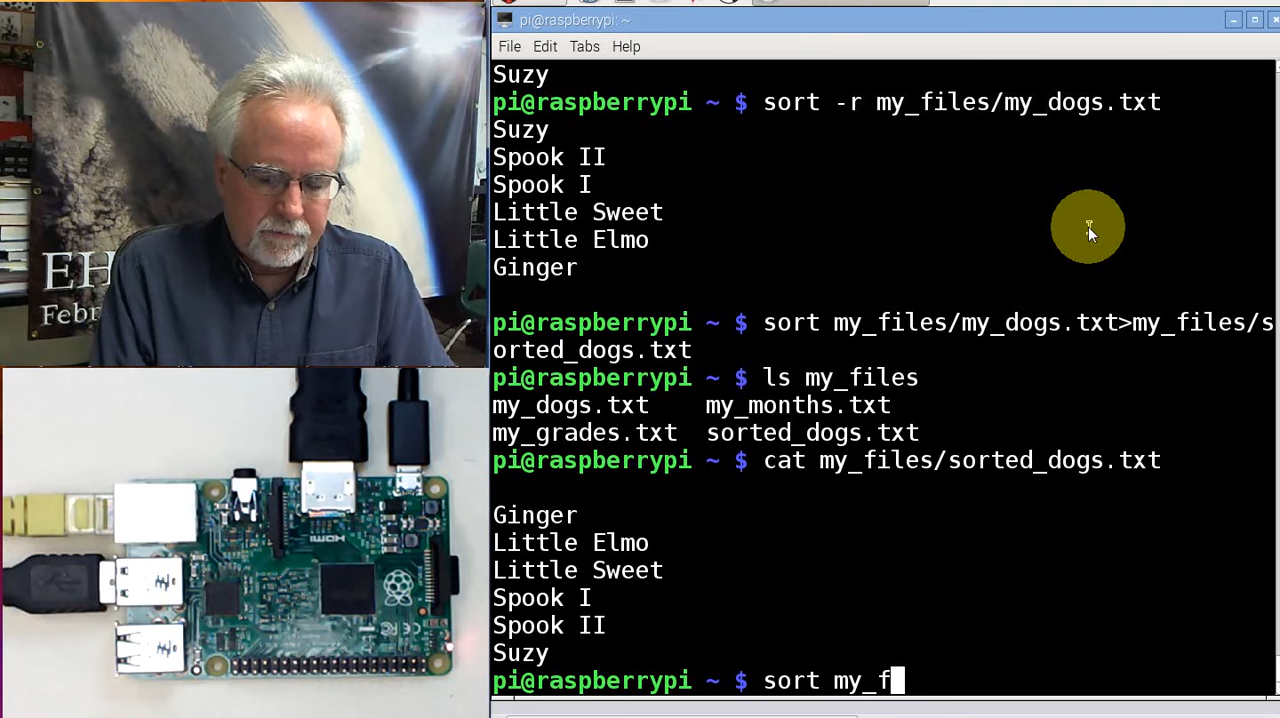 EH
Febr
HDMI
pi@raspberrypi: ~
File Edit Tabs Help
Suzy
pi@raspberrypi ~ $ sort -r my_files/my_dogs.txt
Suzy
Spook II
Spook I
Little Sweet
Little Elmo
Ginger
pi@raspberrypi ~ $ sort my_files/my_dogs.txt>my_files/s
orted_dogs.txt
pi@raspberrypi ~ $ ls my_files
my_dogs.txt my_months.txt
my_grades.txt sorted_dogs.txt
pi@raspberrypi ~ $ cat my_files/sorted_dogs.txt
Ginger
Little Elmo
Little Sweet
Spook I
Spook II
Suzy
pi@raspberrypi ~ $ sort my_f